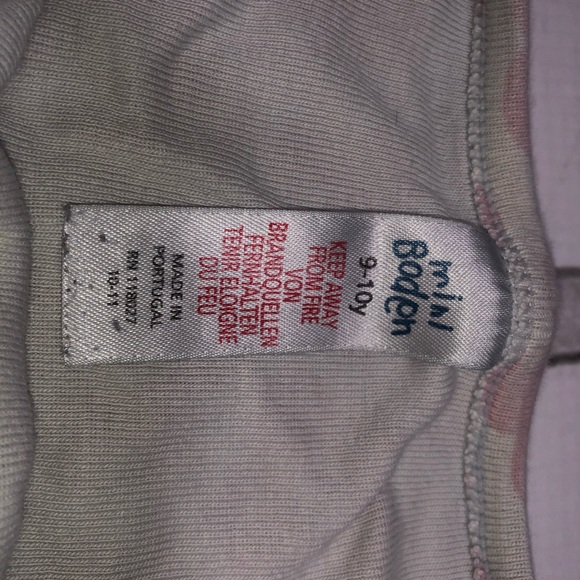 mini
Boden
9-10y
KEEP AWAY
FROM FIRE
VON
BRANDQUELLEN
FERNHALTEN
TENIR ELOIGNE
DU FEU
MADE IN
PORTUGAL
RN 118027
10-11